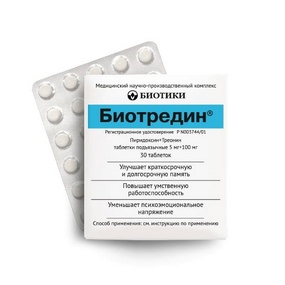 Медицинский научно-производственный комплекс
БИОТИКИ
Биотредин®
Регистрационное удостоверение Р N003744/01
Пиридоксин+Треонин
таблетки подъязычные 5 мг+100 мг
30 таблеток
Улучшает краткосрочную
и долгосрочную память
Повышает умственную
работоспособность
Уменьшает психоэмоциональное
напряжение
Способ применения: см. инструкцию по применению